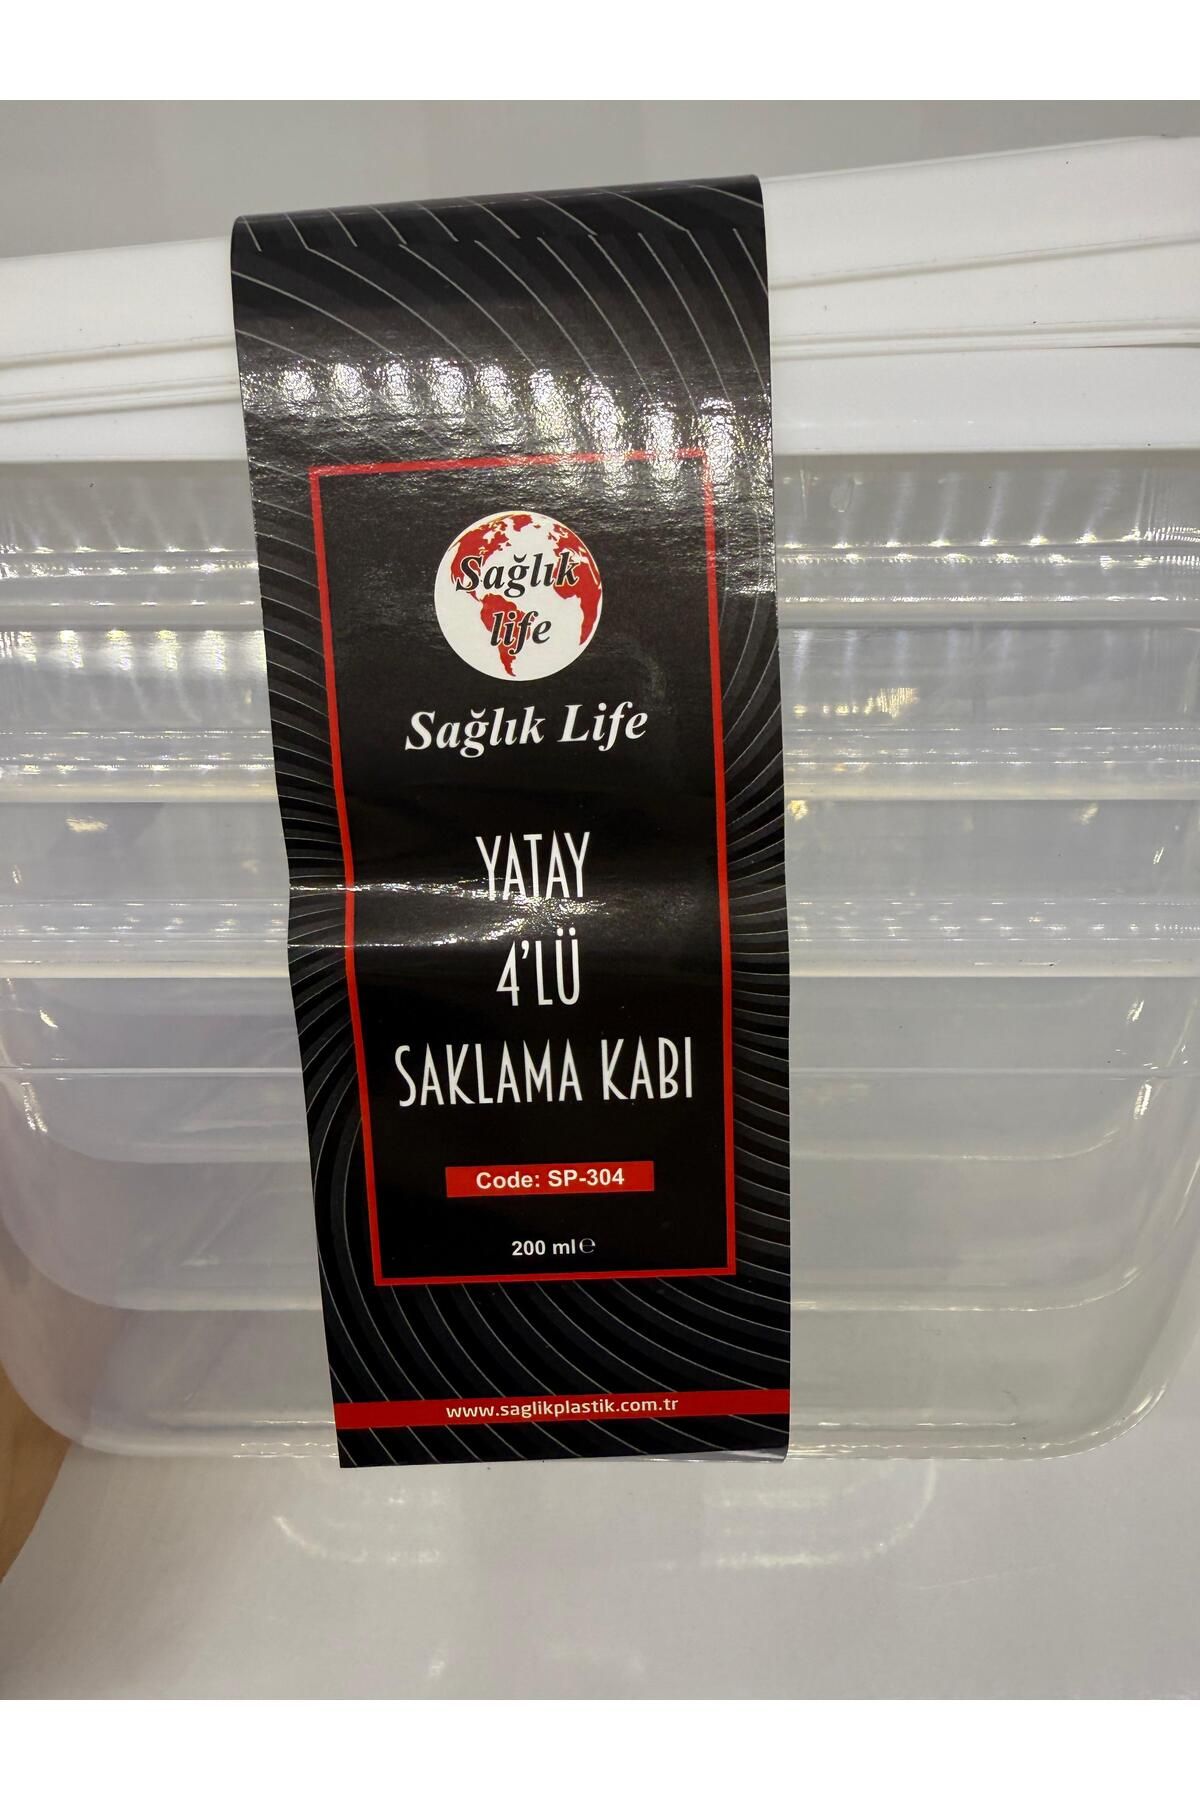 Sağlık
life
Sağlık Life
YATAY
4'LÜ
SAKLAMA KABI
Code: SP-304
200 ml℮
www.saglikplastik.com.tr